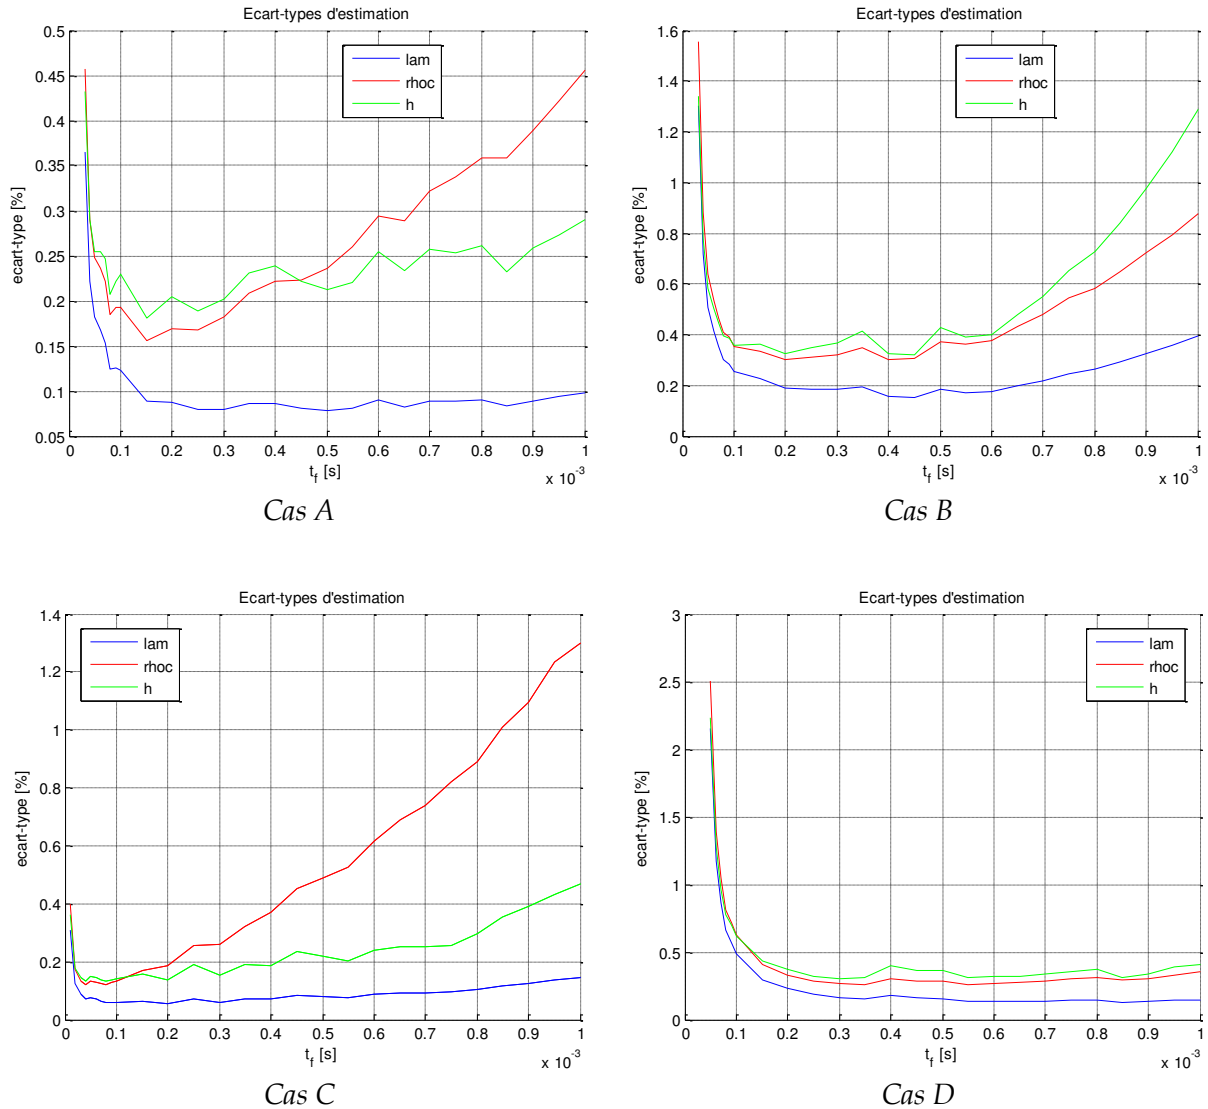 Ecart-types d'estimation
ecart-type [%]
0.5
0.45
0.4
0.35
0.3
0.25
0.2
0.15
0.1
0.05
lam
rhoc
h
0 0.1 0.2 0.3 0.4 0.5 0.6 0.7 0.8 0.9 1
t_f [s]
x 10^-3
Cas A
Ecart-types d'estimation
ecart-type [%]
1.6
1.4
1.2
1
0.8
0.6
0.4
0.2
0
lam
rhoc
h
0 0.1 0.2 0.3 0.4 0.5 0.6 0.7 0.8 0.9 1
t_f [s]
x 10^-3
Cas B
Ecart-types d'estimation
ecart-type [%]
1.4
1.2
1
0.8
0.6
0.4
0.2
0
lam
rhoc
h
0 0.1 0.2 0.3 0.4 0.5 0.6 0.7 0.8 0.9 1
t_f [s]
x 10^-3
Cas C
Ecart-types d'estimation
ecart-type [%]
3
2.5
2
1.5
1
0.5
0
lam
rhoc
h
0 0.1 0.2 0.3 0.4 0.5 0.6 0.7 0.8 0.9 1
t_f [s]
x 10^-3
Cas D